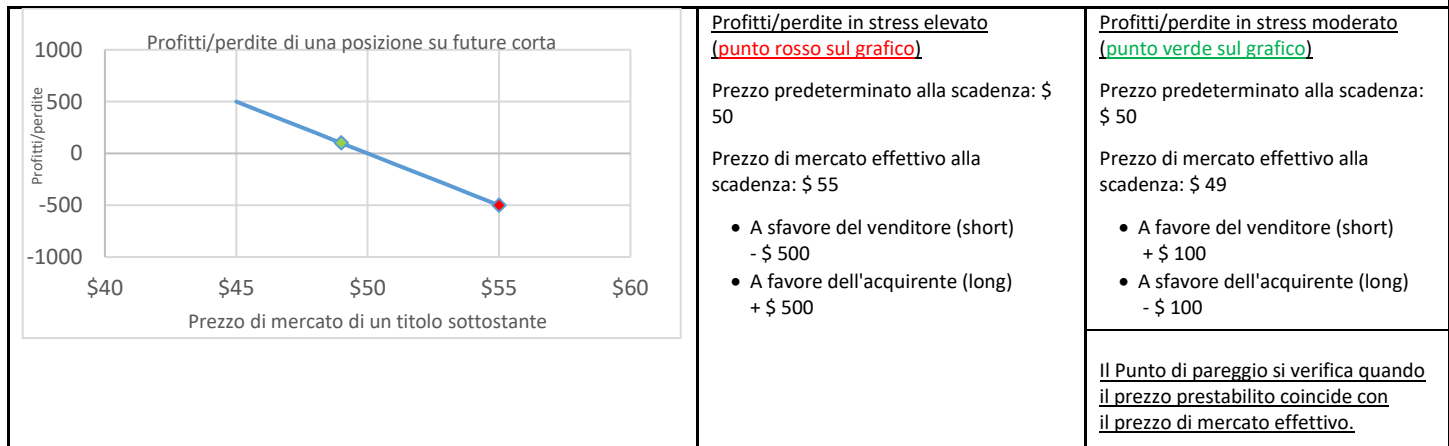 Profitti/perdite di una posizione su future corta
Profitti/perdite
1000
500
0
-500
-1000
$40
$45
$50
$55
$60
Prezzo di mercato di un titolo sottostante
Profitti/perdite in stress elevato
(punto rosso sul grafico)
Prezzo predeterminato alla scadenza: $
50
Prezzo di mercato effettivo alla
scadenza: $ 55
• A sfavore del venditore (short)
- $ 500
• A favore dell'acquirente (long)
+ $ 500
Profitti/perdite in stress moderato
(punto verde sul grafico)
Prezzo predeterminato alla scadenza:
$ 50
Prezzo di mercato effettivo alla
scadenza: $ 49
• A favore del venditore (short)
+ $ 100
• A sfavore dell'acquirente (long)
- $ 100
Il Punto di pareggio si verifica quando
il prezzo prestabilito coincide con
il prezzo di mercato effettivo.